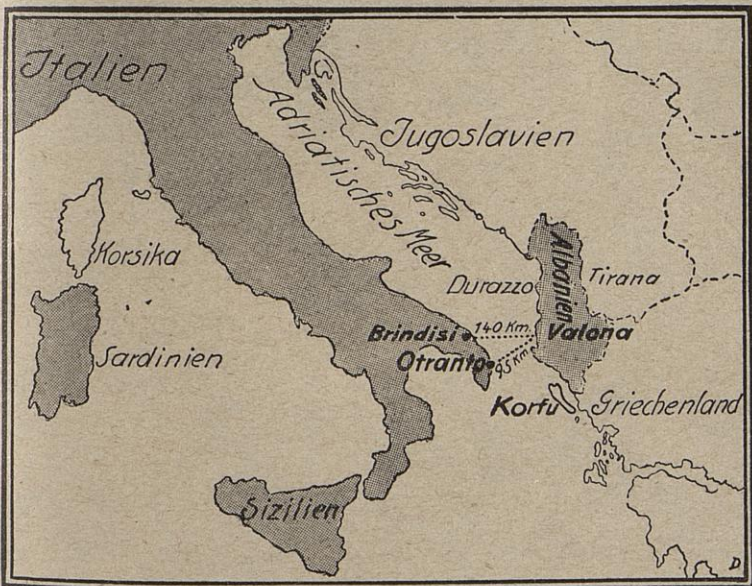 Italien
Adriatisches Meer
Jugoslavien
Korsika
Albanien
Durazzo
Tirana
Brindisi
140 Km.
Valona
Sardinien
Otranto
95 Km.
Korfu
Griechenland
Sizilien
D